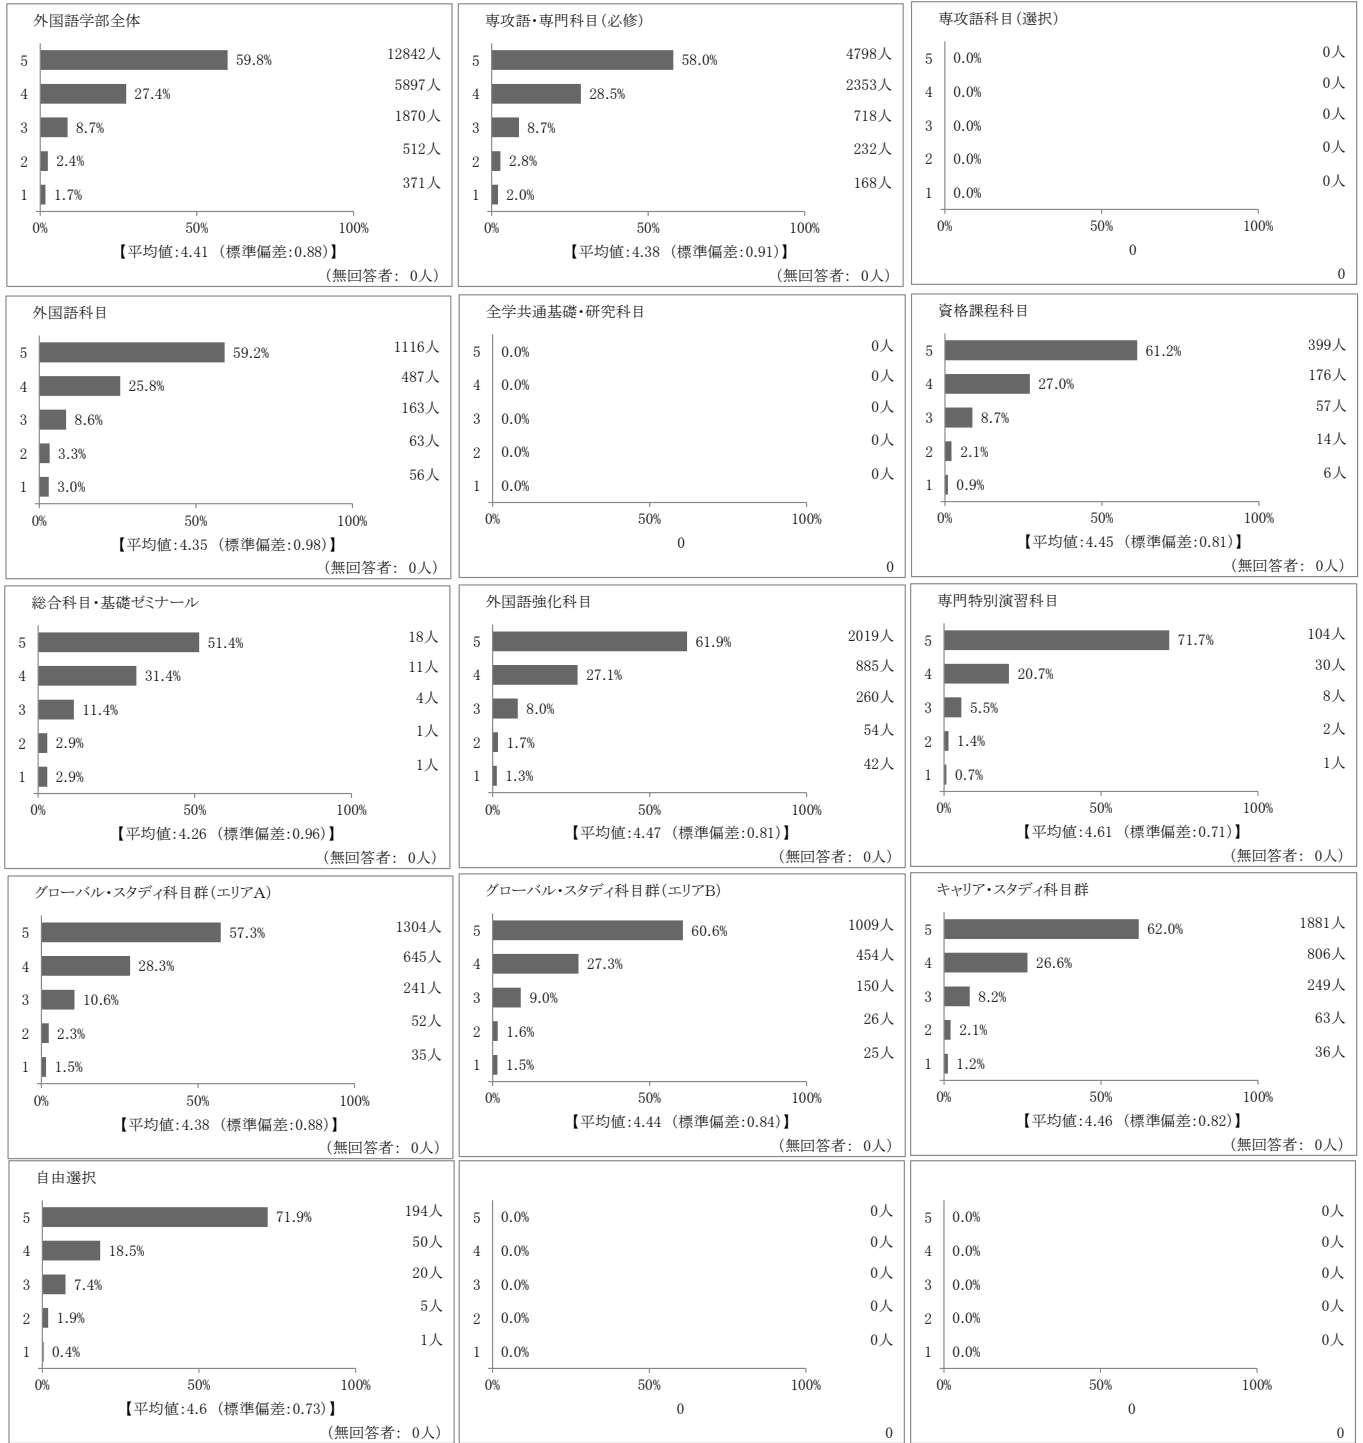 外国語学部全体
5 59.8% 12842人
4 27.4% 5897人
3 8.7% 1870人
2 2.4% 512人
1 1.7% 371人
0% 50% 100%
【平均値:4.41 (標準偏差:0.88)】
(無回答者: 0人)
専攻語・専門科目(必修)
5 58.0% 4798人
4 28.5% 2353人
3 8.7% 718人
2 2.8% 232人
1 2.0% 168人
0% 50% 100%
【平均値:4.38 (標準偏差:0.91)】
(無回答者: 0人)
専攻語科目(選択)
5 0.0% 0人
4 0.0% 0人
3 0.0% 0人
2 0.0% 0人
1 0.0% 0人
0% 50% 100%
0
0
外国語科目
5 59.2% 1116人
4 25.8% 487人
3 8.6% 163人
2 3.3% 63人
1 3.0% 56人
0% 50% 100%
【平均値:4.35 (標準偏差:0.98)】
(無回答者: 0人)
全学共通基礎・研究科目
5 0.0% 0人
4 0.0% 0人
3 0.0% 0人
2 0.0% 0人
1 0.0% 0人
0% 50% 100%
0
0
資格課程科目
5 61.2% 399人
4 27.0% 176人
3 8.7% 57人
2 2.1% 14人
1 0.9% 6人
0% 50% 100%
【平均値:4.45 (標準偏差:0.81)】
(無回答者: 0人)
総合科目・基礎ゼミナール
5 51.4% 18人
4 31.4% 11人
3 11.4% 4人
2 2.9% 1人
1 2.9% 1人
0% 50% 100%
【平均値:4.26 (標準偏差:0.96)】
(無回答者: 0人)
外国語強化科目
5 61.9% 2019人
4 27.1% 885人
3 8.0% 260人
2 1.7% 54人
1 1.3% 42人
0% 50% 100%
【平均値:4.47 (標準偏差:0.81)】
(無回答者: 0人)
専門特別演習科目
5 71.7% 104人
4 20.7% 30人
3 5.5% 8人
2 1.4% 2人
1 0.7% 1人
0% 50% 100%
【平均値:4.61 (標準偏差:0.71)】
(無回答者: 0人)
グローバル・スタディ科目群(エリアA)
5 57.3% 1304人
4 28.3% 645人
3 10.6% 241人
2 2.3% 52人
1 1.5% 35人
0% 50% 100%
【平均値:4.38 (標準偏差:0.88)】
(無回答者: 0人)
グローバル・スタディ科目群(エリアB)
5 60.6% 1009人
4 27.3% 454人
3 9.0% 150人
2 1.6% 26人
1 1.5% 25人
0% 50% 100%
【平均値:4.44 (標準偏差:0.84)】
(無回答者: 0人)
キャリア・スタディ科目群
5 62.0% 1881人
4 26.6% 806人
3 8.2% 249人
2 2.1% 63人
1 1.2% 36人
0% 50% 100%
【平均値:4.46 (標準偏差:0.82)】
(無回答者: 0人)
自由選択
5 71.9% 194人
4 18.5% 50人
3 7.4% 20人
2 1.9% 5人
1 0.4% 1人
0% 50% 100%
【平均値:4.6 (標準偏差:0.73)】
(無回答者: 0人)
5 0.0% 0人
4 0.0% 0人
3 0.0% 0人
2 0.0% 0人
1 0.0% 0人
0% 50% 100%
0
0
5 0.0% 0人
4 0.0% 0人
3 0.0% 0人
2 0.0% 0人
1 0.0% 0人
0% 50% 100%
0
0